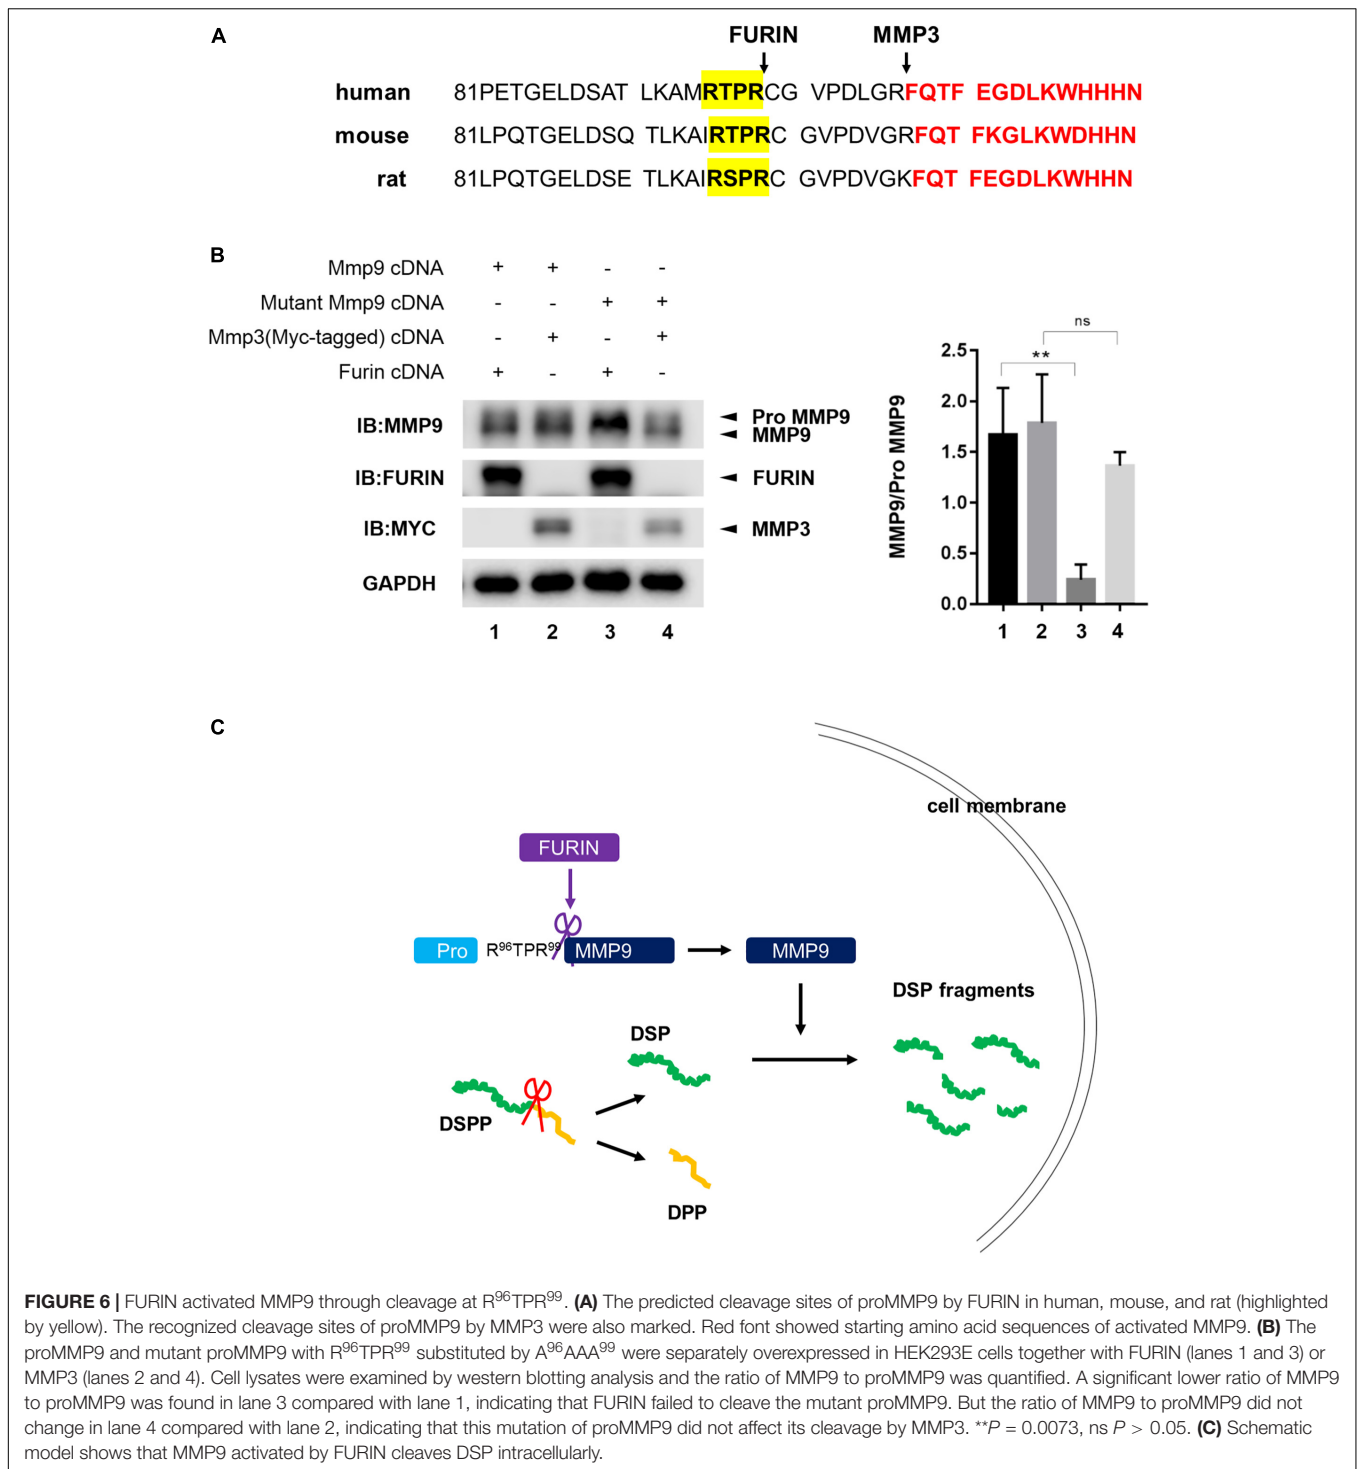 A
FURIN MMP3
human 81PETGELDSAT LKAMRTPRCG VPDLGRFQTF EGDLKWHHHN
mouse 81LPQTGELDSQ TLKAIRTPRC GVPDVGRFQT FKGLKWDHHN
rat 81LPQTGELDSE TLKAIRSPRC GVPDVGKFQT FEGDLKWHHN
B
Mmp9 cDNA + + - -
Mutant Mmp9 cDNA - - + +
Mmp3(Myc-tagged) cDNA - + - +
Furin cDNA + - + -
IB:MMP9
Pro MMP9
MMP9
IB:FURIN FURIN
IB:MYC MMP3
GAPDH
1 2 3 4
ns
**
2.5
2.0
1.5
1.0
0.5
0.0
MMP9/Pro MMP9
1 2 3 4
C
cell membrane
FURIN
Pro R⁹⁶TPR⁹⁹ MMP9 MMP9
DSP fragments
DSP
DSPP
DPP
FIGURE 6 | FURIN activated MMP9 through cleavage at R⁹⁶TPR⁹⁹. (A) The predicted cleavage sites of proMMP9 by FURIN in human, mouse, and rat (highlighted
by yellow). The recognized cleavage sites of proMMP9 by MMP3 were also marked. Red font showed starting amino acid sequences of activated MMP9. (B) The
proMMP9 and mutant proMMP9 with R⁹⁶TPR⁹⁹ substituted by A⁹⁶AAA⁹⁹ were separately overexpressed in HEK293E cells together with FURIN (lanes 1 and 3) or
MMP3 (lanes 2 and 4). Cell lysates were examined by western blotting analysis and the ratio of MMP9 to proMMP9 was quantified. A significant lower ratio of MMP9
to proMMP9 was found in lane 3 compared with lane 1, indicating that FURIN failed to cleave the mutant proMMP9. But the ratio of MMP9 to proMMP9 did not
change in lane 4 compared with lane 2, indicating that this mutation of proMMP9 did not affect its cleavage by MMP3. **P = 0.0073, ns P > 0.05. (C) Schematic
model shows that MMP9 activated by FURIN cleaves DSP intracellularly.